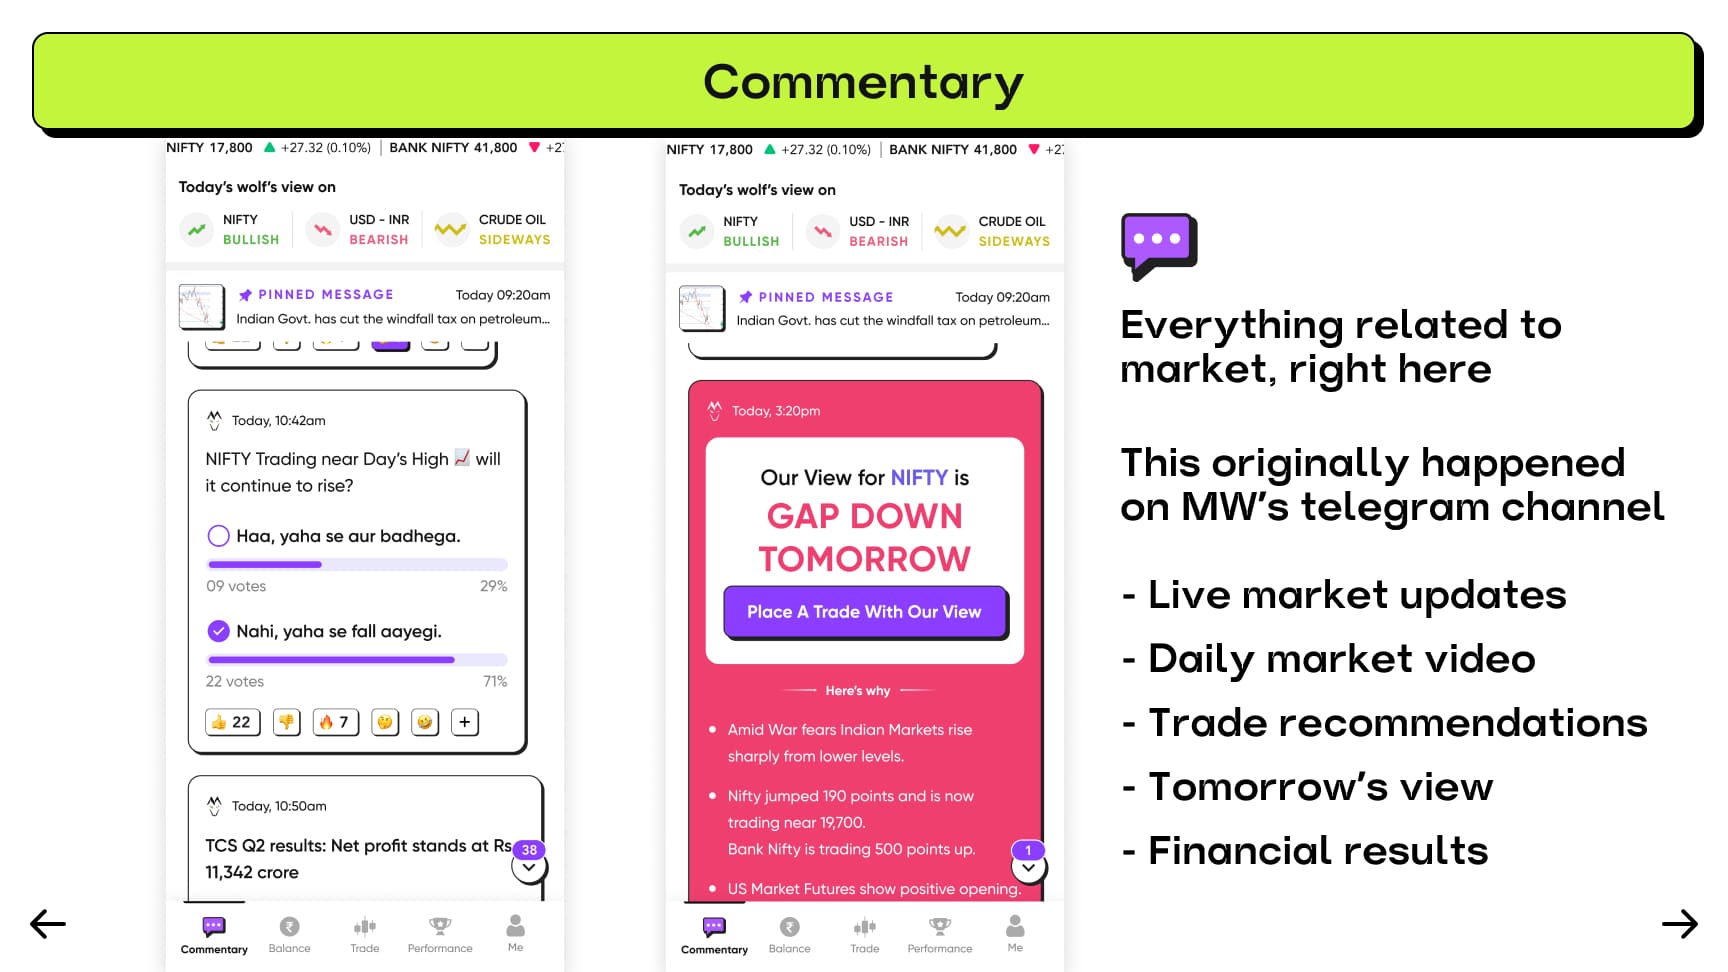 Commentary
NIFTY 17,800 ▲ +27.32 (0.10%) | BANK NIFTY 41,800 ▼ +27
Today's wolf's view on
NIFTY
BULLISH
USD - INR
BEARISH
CRUDE OIL
SIDEWAYS
PINNED MESSAGE
Today 09:20am
Indian Govt. has cut the windfall tax on petroleum...
Today, 10:42am
NIFTY Trading near Day's High 📈 will
it continue to rise?
Haa, yaha se aur badhega.
09 votes 29%
Nahi, yaha se fall aayegi.
22 votes 71%
👍 22 👎 🔥 7 🤔 🤣 +
Today, 10:50am
TCS Q2 results: Net profit stands at Rs
11,342 crore
38
Commentary Balance Trade Performance Me
NIFTY 17,800 ▲ +27.32 (0.10%) | BANK NIFTY 41,800 ▼ +27
Today's wolf's view on
NIFTY
BULLISH
USD - INR
BEARISH
CRUDE OIL
SIDEWAYS
PINNED MESSAGE
Today 09:20am
Indian Govt. has cut the windfall tax on petroleum...
Today, 3:20pm
Our View for NIFTY is
GAP DOWN
TOMORROW
Place A Trade With Our View
Here's why
• Amid War fears Indian Markets rise
sharply from lower levels.
• Nifty jumped 190 points and is now
trading near 19,700.
Bank Nifty is trading 500 points up.
• US Market Futures show positive opening.
1
Commentary Balance Trade Performance Me
Everything related to
market, right here
This originally happened
on MW's telegram channel
- Live market updates
- Daily market video
- Trade recommendations
- Tomorrow's view
- Financial results